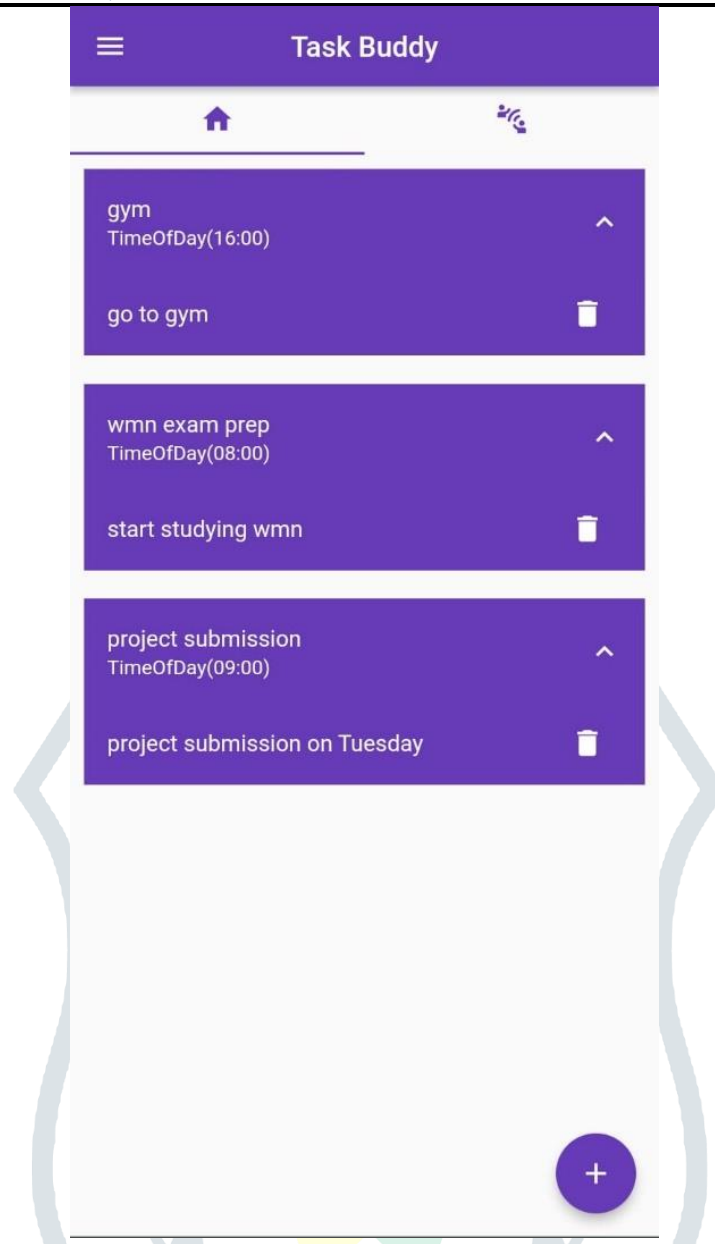 Task Buddy
gym
TimeOfDay(16:00)
go to gym
wmn exam prep
TimeOfDay(08:00)
start studying wmn
project submission
TimeOfDay(09:00)
project submission on Tuesday